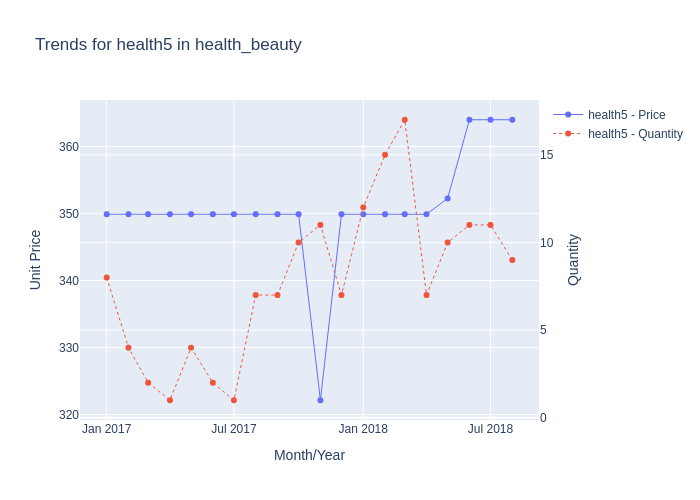 Trends for health5 in health_beauty
health5 - Price
health5 - Quantity
360
350
340
330
320
15
10
5
0
Unit Price
Quantity
Jan 2017
Jul 2017
Jan 2018
Jul 2018
Month/Year